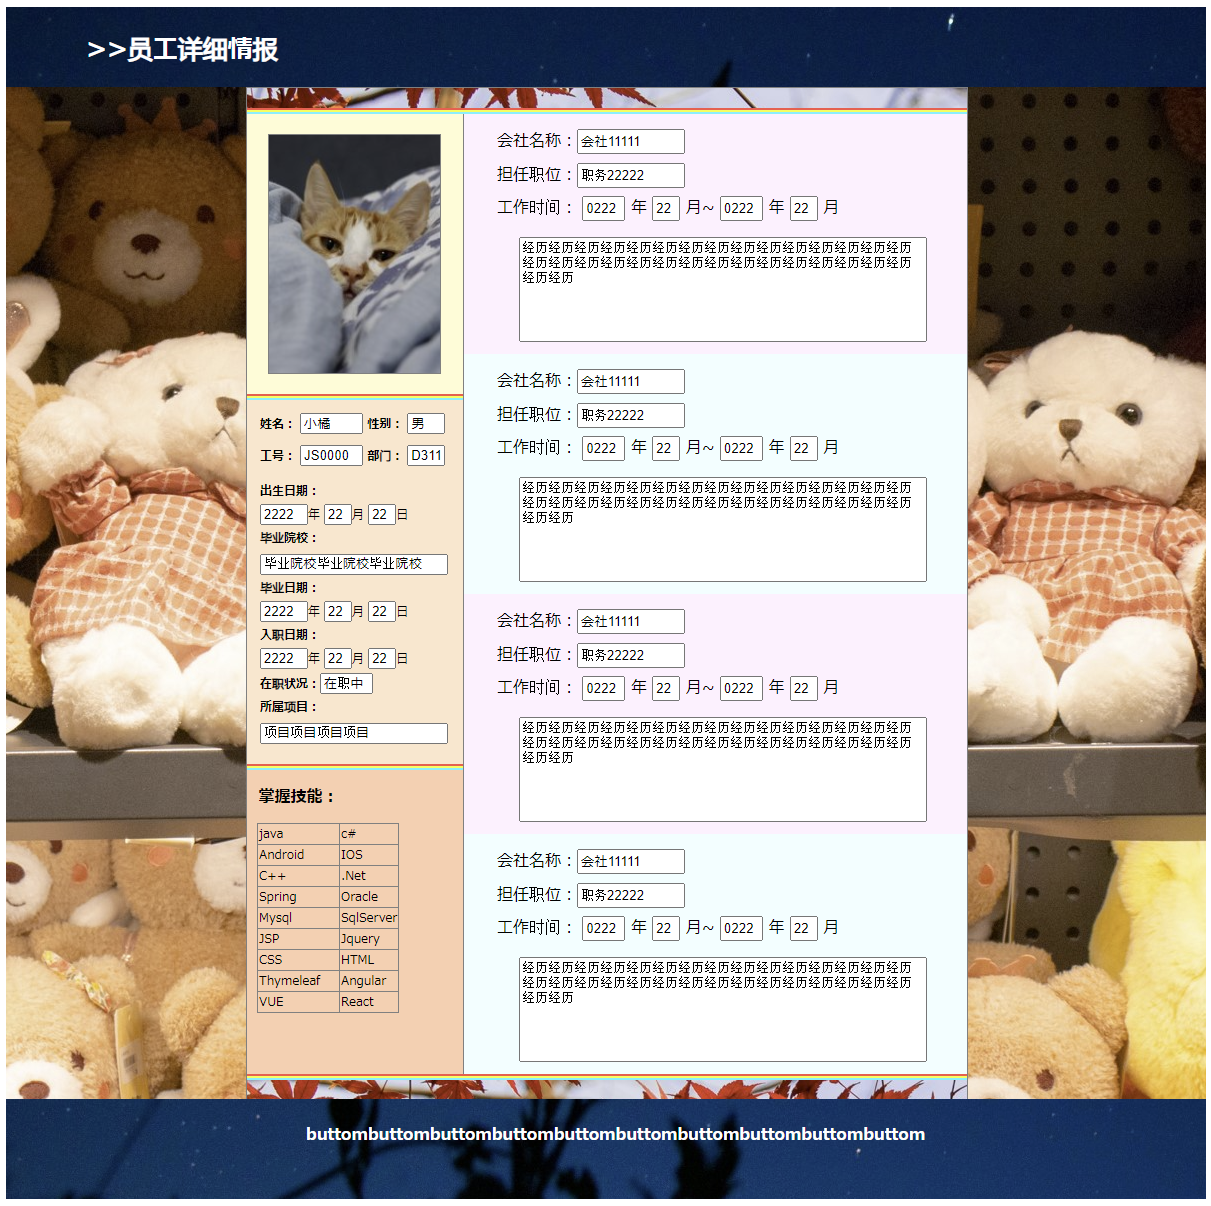 >>员工详细情报
姓名： 小橘 性别： 男
工号： JS0000 部门： D311
出生日期：
2222 年 22 月 22 日
毕业院校：
毕业院校毕业院校毕业院校
毕业日期：
2222 年 22 月 22 日
入职日期：
2222 年 22 月 22 日
在职状况：在职中
所属项目：
项目项目项目项目
掌握技能：
java c#
Android IOS
C++ .Net
Spring Oracle
Mysql SqlServer
JSP Jquery
CSS HTML
Thymeleaf Angular
VUE React
会社名称：会社11111
担任职位：职务22222
工作时间： 0222 年 22 月~ 0222 年 22 月
经历经历经历经历经历经历经历经历经历经历经历经历经历经历经历
经历经历经历经历经历经历经历经历经历经历经历经历经历经历经历
经历经历
会社名称：会社11111
担任职位：职务22222
工作时间： 0222 年 22 月~ 0222 年 22 月
经历经历经历经历经历经历经历经历经历经历经历经历经历经历经历
经历经历经历经历经历经历经历经历经历经历经历经历经历经历经历
经历经历
会社名称：会社11111
担任职位：职务22222
工作时间： 0222 年 22 月~ 0222 年 22 月
经历经历经历经历经历经历经历经历经历经历经历经历经历经历经历
经历经历经历经历经历经历经历经历经历经历经历经历经历经历经历
经历经历
会社名称：会社11111
担任职位：职务22222
工作时间： 0222 年 22 月~ 0222 年 22 月
经历经历经历经历经历经历经历经历经历经历经历经历经历经历经历
经历经历经历经历经历经历经历经历经历经历经历经历经历经历经历
经历经历
buttombuttombuttombuttombuttombuttombuttombuttombuttombuttom